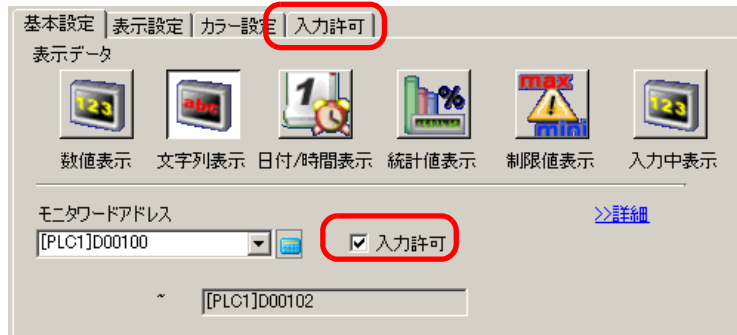 基本設定 表示設定 カラー設定 入力許可
表示データ
123 abc 1 % max mini 123
数値表示 文字列表示 日付/時間表示 統計値表示 制限値表示 入力中表示
モニタワードアドレス >>詳細
[PLC1]D00100 入力許可
~ [PLC1]D00102